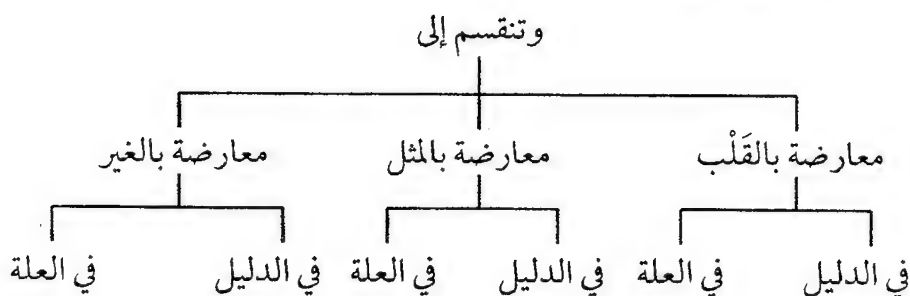 وتنقسم إلى
معارضة بالقَلْب معارضة بالمثل معارضة بالغير
في الدليل في العلة في الدليل في العلة في الدليل في العلة